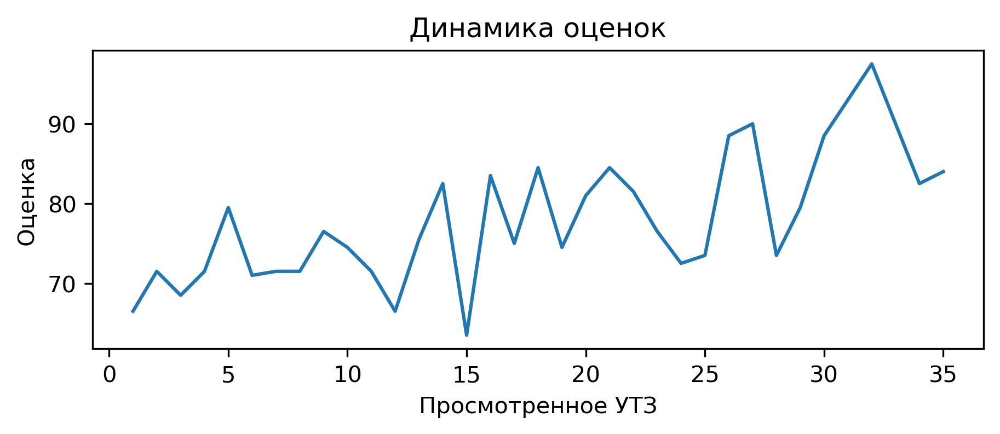 Динамика оценок
Оценка
90
80
70
0 5 10 15 20 25 30 35
Просмотренное УТЗ